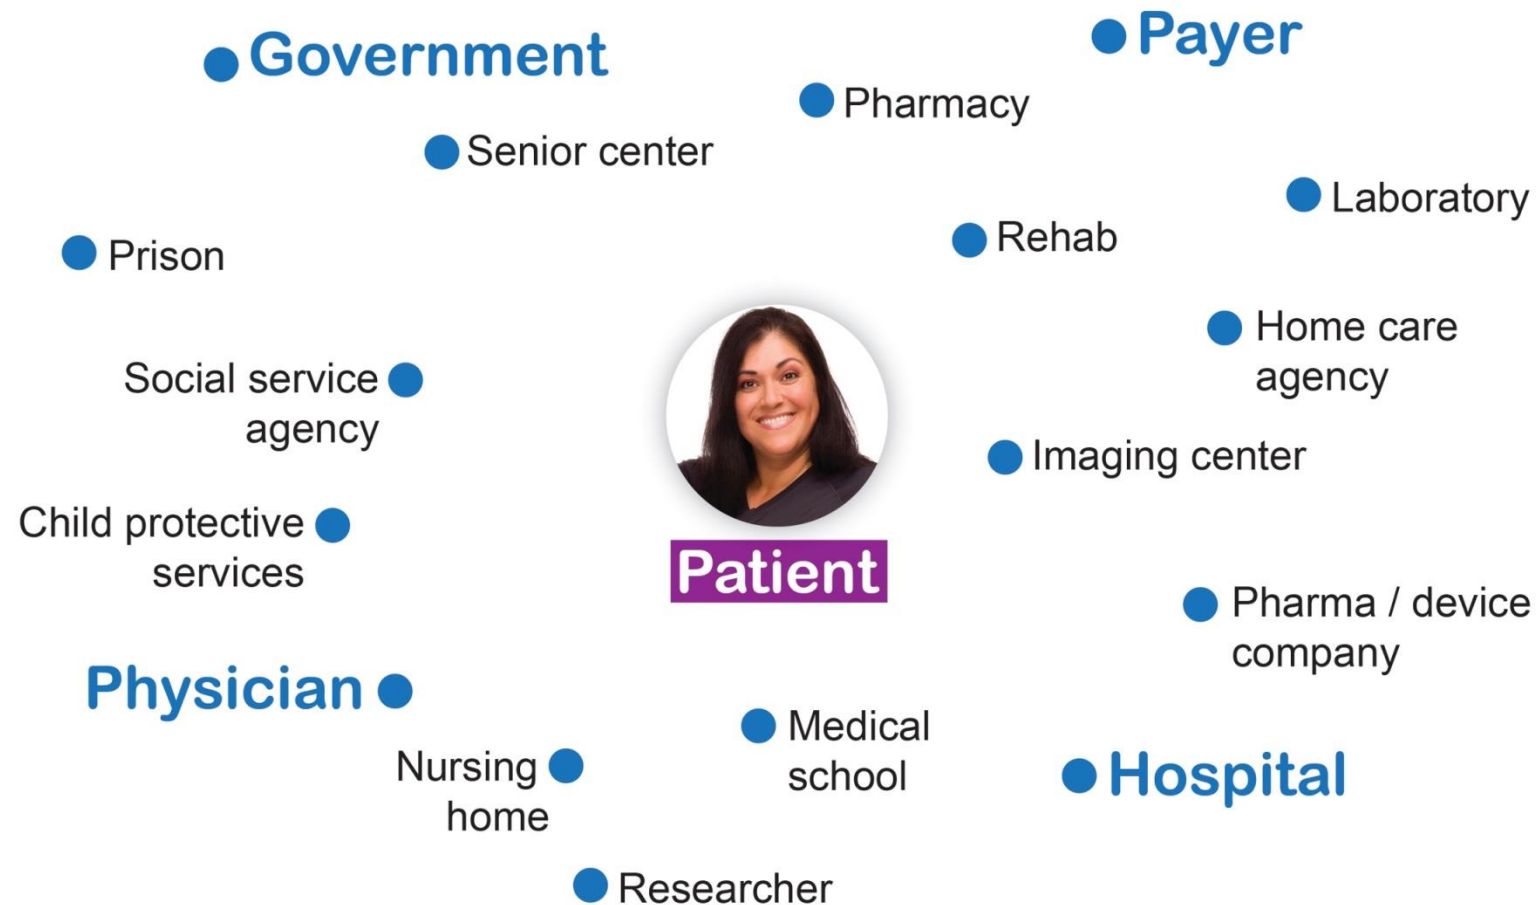 Government
Payer
Pharmacy
Senior center
Laboratory
Rehab
Prison
Home care
agency
Social service
agency
Imaging center
Child protective
services
Patient
Pharma / device
company
Physician
Medical
school
Nursing
home
Hospital
Researcher